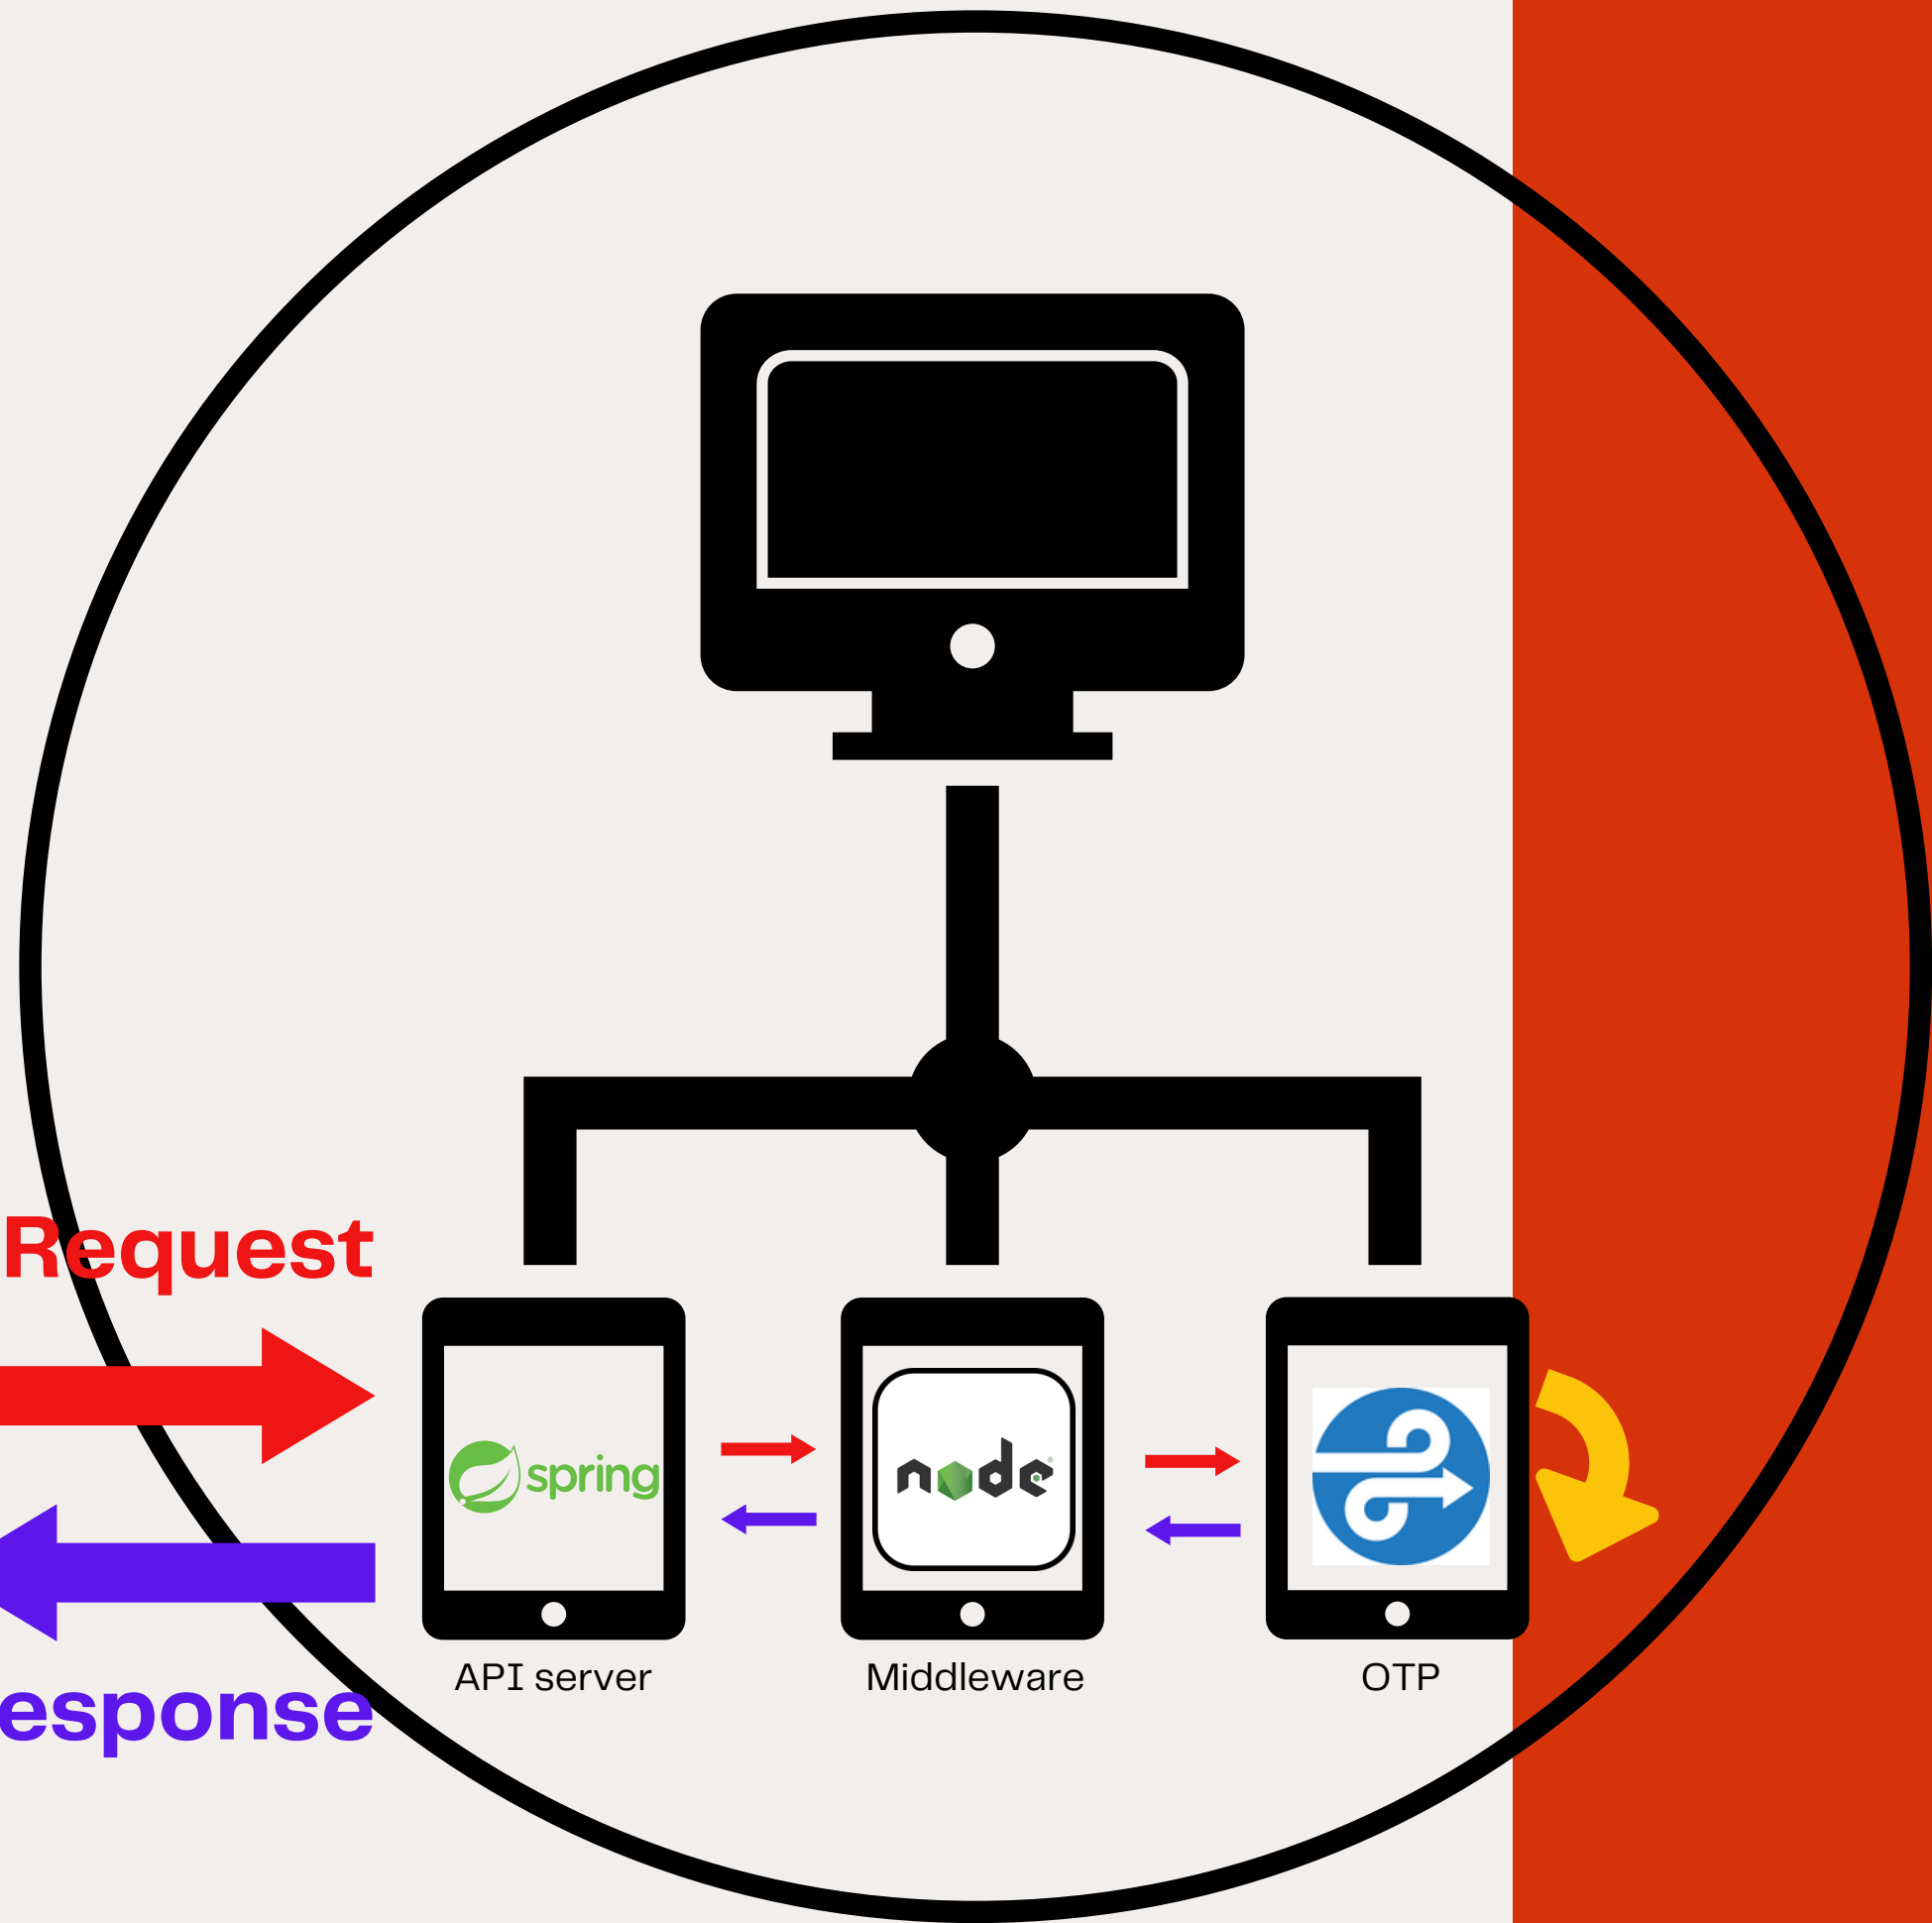 Request
spring
node
API server
Middleware
OTP
esponse